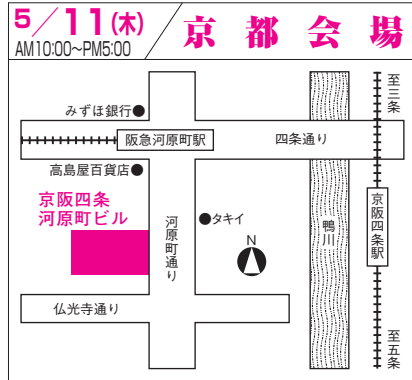 5／11(木)
AM10:00~PM5:00
京都会場
至三条
みずほ銀行
阪急河原町駅
四条通り
高島屋百貨店
京阪四条
河原町ビル
河原町通り
タキイ
N
鴨川
京阪四条駅
仏光寺通り
至五条